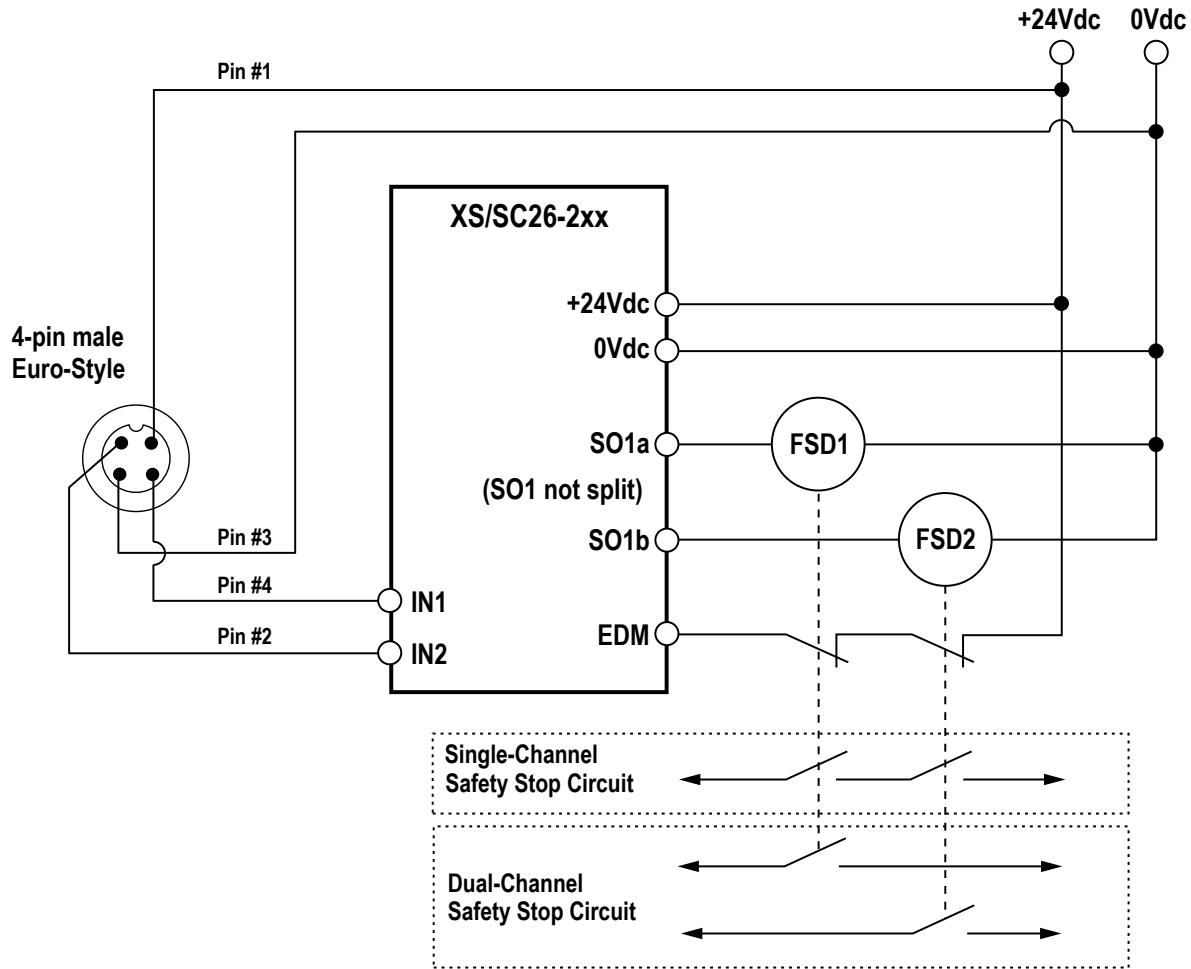 +24Vdc 0Vdc
Pin #1
XS/SC26-2xx
+24Vdc
0Vdc
4-pin male
Euro-Style
SO1a
FSD1
(SO1 not split)
SO1b
FSD2
Pin #3
Pin #4
IN1
EDM
Pin #2
IN2
Single-Channel
Safety Stop Circuit
Dual-Channel
Safety Stop Circuit